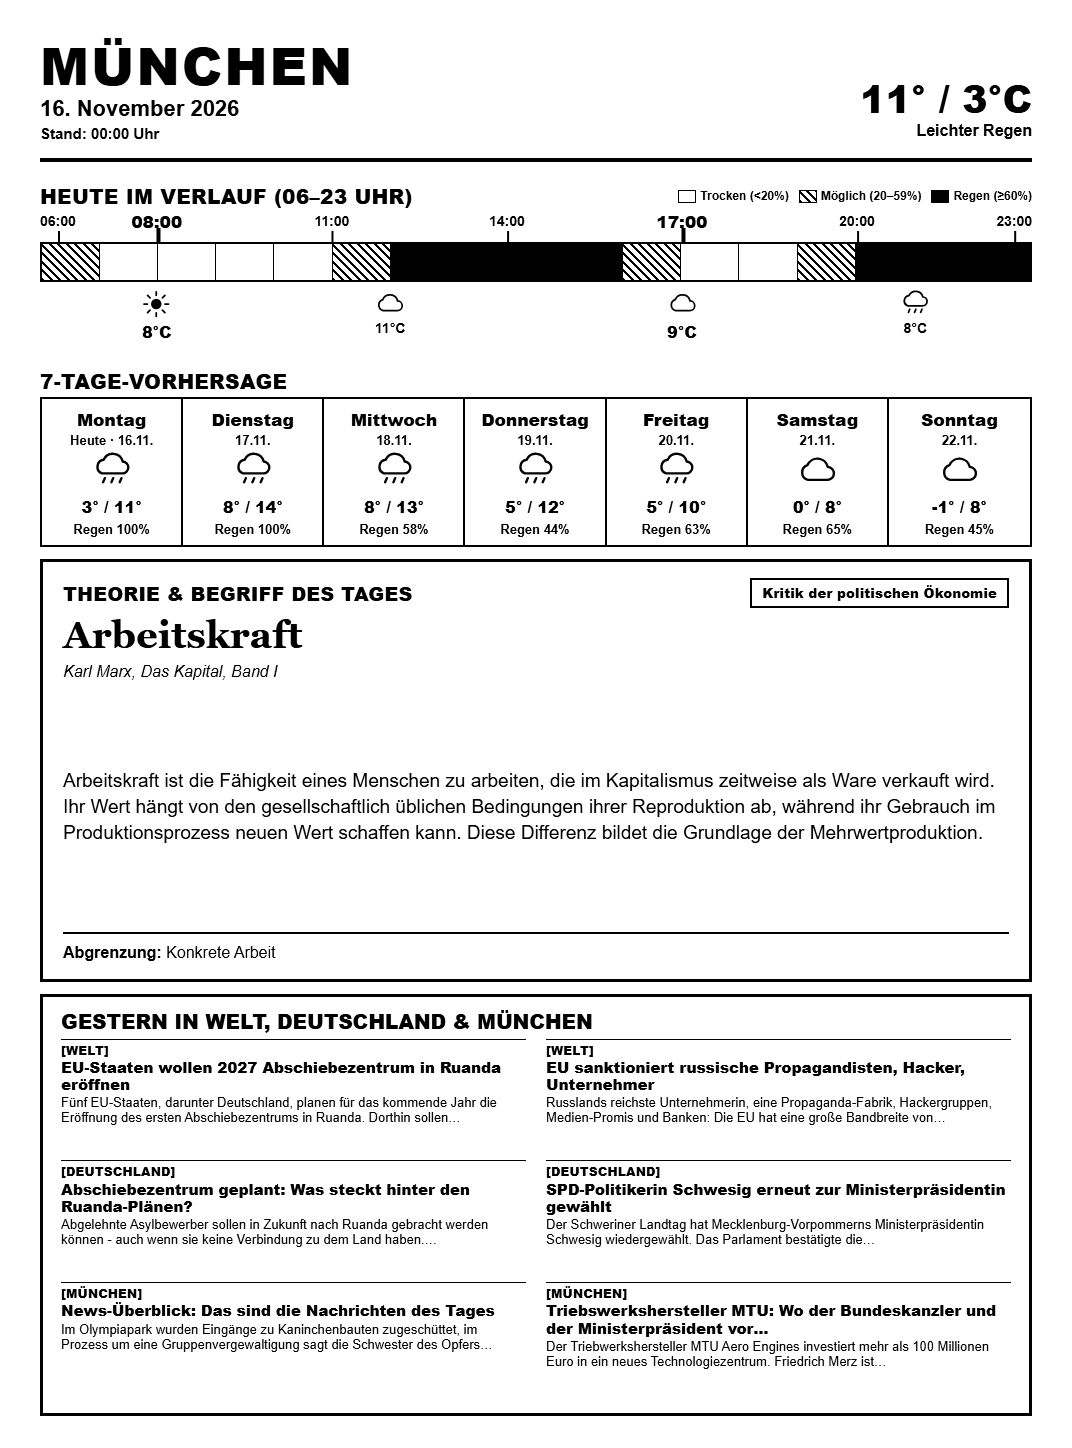 MÜNCHEN
16. November 2026
Stand: 00:00 Uhr
11° / 3°C
Leichter Regen
HEUTE IM VERLAUF (06–23 UHR)
Trocken (<20%) Möglich (20–59%) Regen (≥60%)
06:00 08:00 11:00 14:00 17:00 20:00 23:00
8°C 11°C 9°C 8°C
7-TAGE-VORHERSAGE
Montag Dienstag Mittwoch Donnerstag Freitag Samstag Sonntag
Heute · 16.11. 17.11. 18.11. 19.11. 20.11. 21.11. 22.11.
3° / 11° 8° / 14° 8° / 13° 5° / 12° 5° / 10° 0° / 8° -1° / 8°
Regen 100% Regen 100% Regen 58% Regen 44% Regen 63% Regen 65% Regen 45%
THEORIE & BEGRIFF DES TAGES
Kritik der politischen Ökonomie
Arbeitskraft
Karl Marx, Das Kapital, Band I
Arbeitskraft ist die Fähigkeit eines Menschen zu arbeiten, die im Kapitalismus zeitweise als Ware verkauft wird.
Ihr Wert hängt von den gesellschaftlich üblichen Bedingungen ihrer Reproduktion ab, während ihr Gebrauch im
Produktionsprozess neuen Wert schaffen kann. Diese Differenz bildet die Grundlage der Mehrwertproduktion.
Abgrenzung: Konkrete Arbeit
GESTERN IN WELT, DEUTSCHLAND & MÜNCHEN
[WELT]
EU-Staaten wollen 2027 Abschiebezentrum in Ruanda
eröffnen
Fünf EU-Staaten, darunter Deutschland, planen für das kommende Jahr die
Eröffnung des ersten Abschiebezentrums in Ruanda. Dorthin sollen…
[WELT]
EU sanktioniert russische Propagandisten, Hacker,
Unternehmer
Russlands reichste Unternehmerin, eine Propaganda-Fabrik, Hackergruppen,
Medien-Promis und Banken: Die EU hat eine große Bandbreite von…
[DEUTSCHLAND]
Abschiebezentrum geplant: Was steckt hinter den
Ruanda-Plänen?
Abgelehnte Asylbewerber sollen in Zukunft nach Ruanda gebracht werden
können - auch wenn sie keine Verbindung zu dem Land haben.…
[DEUTSCHLAND]
SPD-Politikerin Schwesig erneut zur Ministerpräsidentin
gewählt
Der Schweriner Landtag hat Mecklenburg-Vorpommerns Ministerpräsidentin
Schwesig wiedergewählt. Das Parlament bestätigte die…
[MÜNCHEN]
News-Überblick: Das sind die Nachrichten des Tages
Im Olympiapark wurden Eingänge zu Kaninchenbauten zugeschüttet, im
Prozess um eine Gruppenvergewaltigung sagt die Schwester des Opfers…
[MÜNCHEN]
Triebswerkshersteller MTU: Wo der Bundeskanzler und
der Ministerpräsident vor…
Der Triebwerkshersteller MTU Aero Engines investiert mehr als 100 Millionen
Euro in ein neues Technologiezentrum. Friedrich Merz ist…